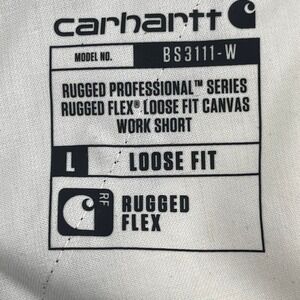 carhartt
MODEL NO. BS3111-W
RUGGED PROFESSIONAL™ SERIES
RUGGED FLEX® LOOSE FIT CANVAS
WORK SHORT
L LOOSE FIT
RF RUGGED
FLEX